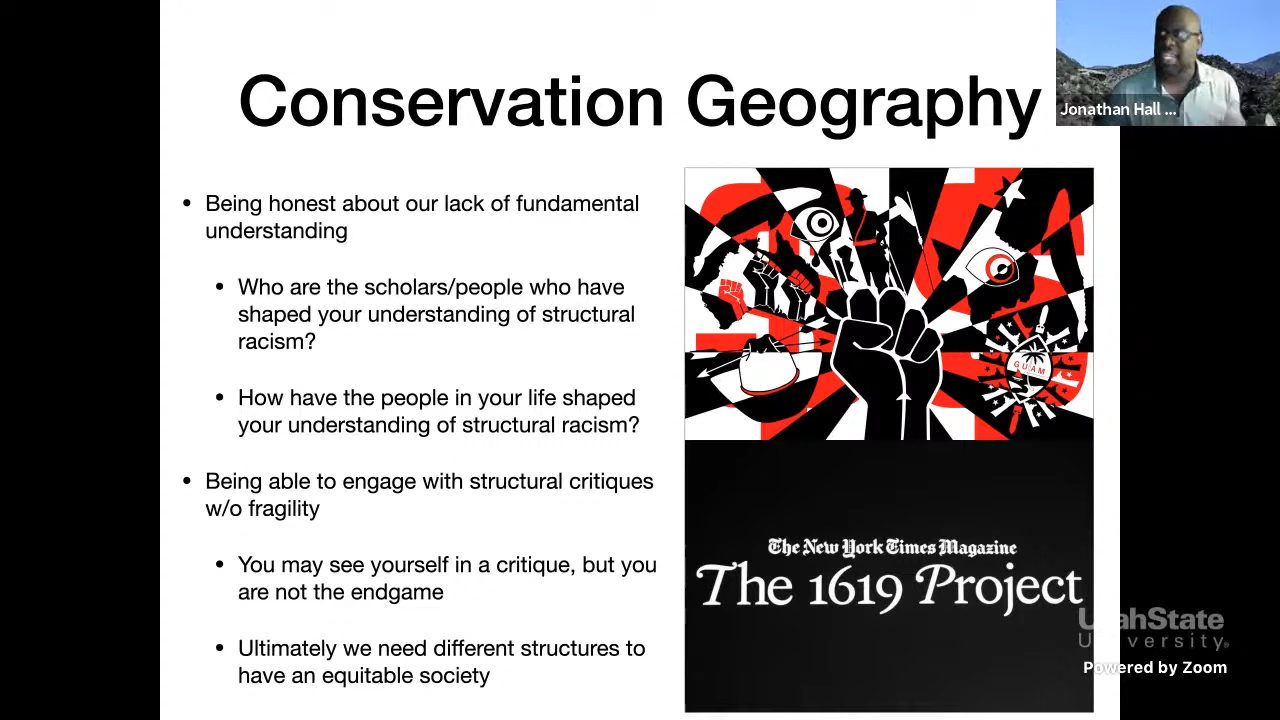 Conservation Geography
Jonathan Hall ...
• Being honest about our lack of fundamental
understanding
• Who are the scholars/people who have
shaped your understanding of structural
racism?
• How have the people in your life shaped
your understanding of structural racism?
• Being able to engage with structural critiques
w/o fragility
• You may see yourself in a critique, but you
are not the endgame
• Ultimately we need different structures to
have an equitable society
GUAM
The New York Times Magazine
The 1619 Project
UtahState
University
Powered by Zoom